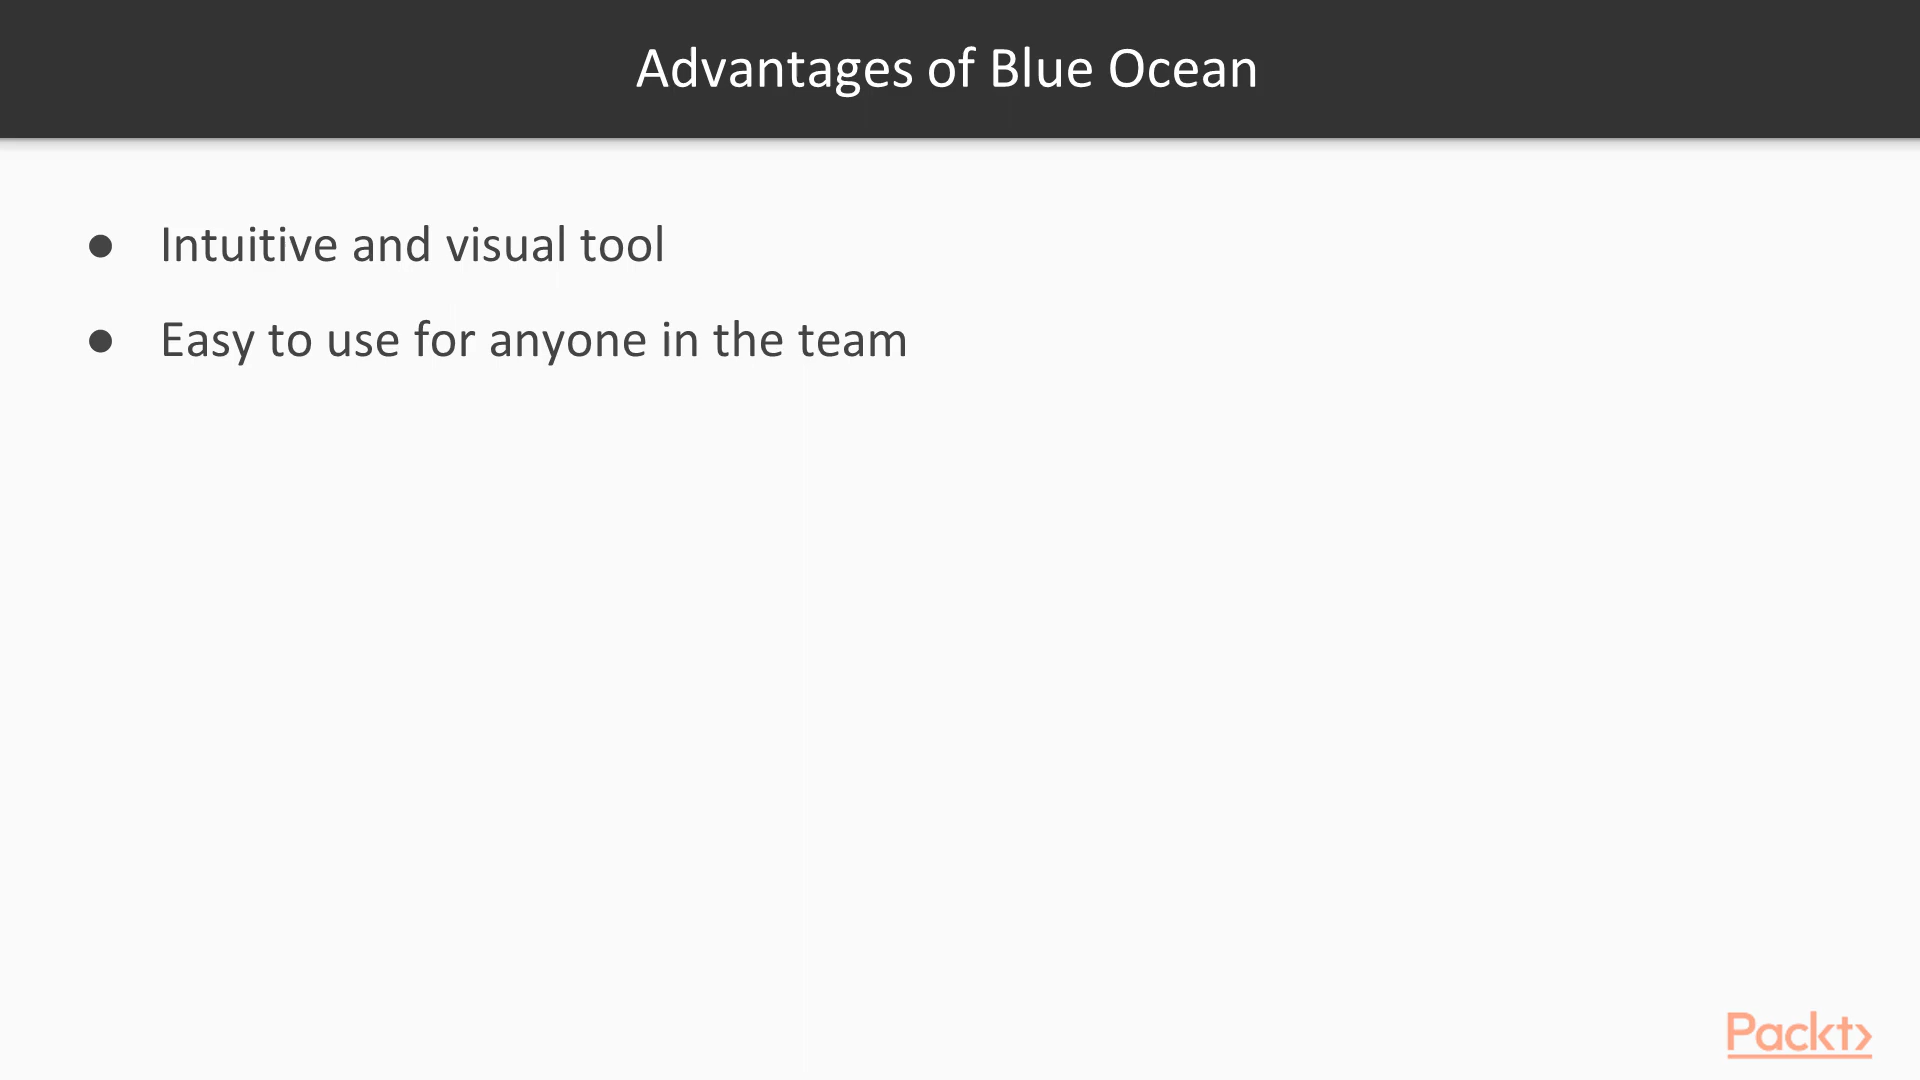 Advantages of Blue Ocean
● Intuitive and visual tool
● Easy to use for anyone in the team
Packt>